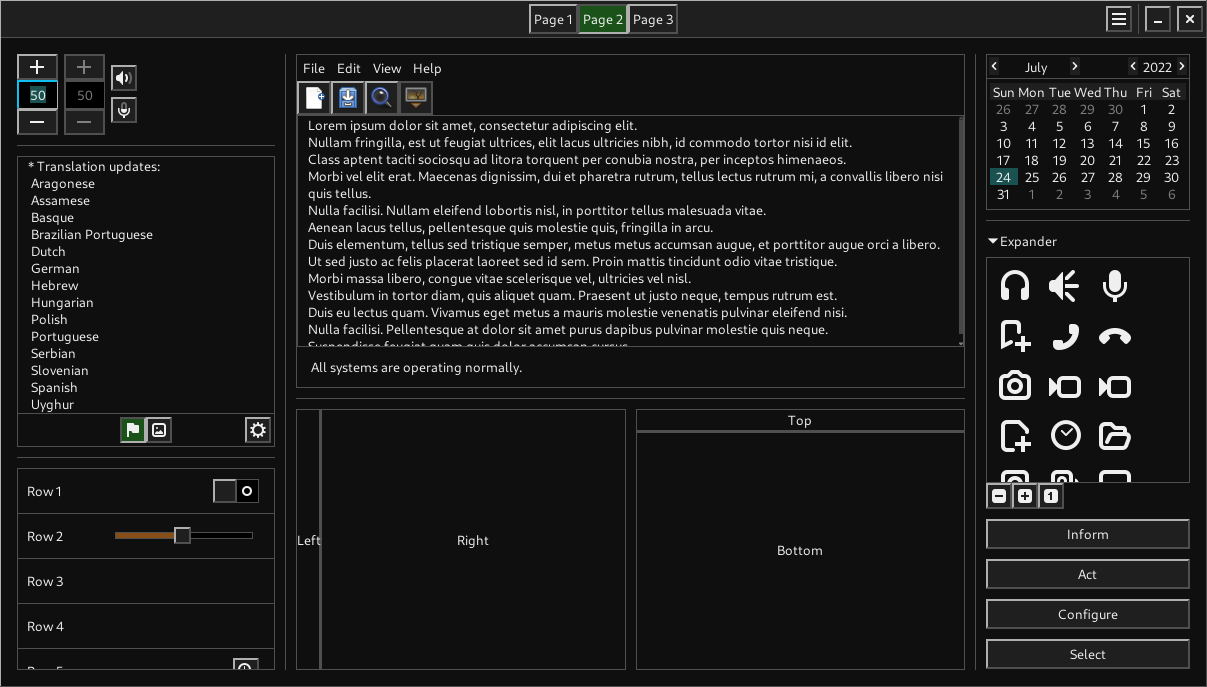 Page 1 Page 2 Page 3
50 50
* Translation updates:
Aragonese
Assamese
Basque
Brazilian Portuguese
Dutch
German
Hebrew
Hungarian
Polish
Portuguese
Serbian
Slovenian
Spanish
Uyghur
Row 1
Row 2
Row 3
Row 4
File Edit View Help
Lorem ipsum dolor sit amet, consectetur adipiscing elit.
Nullam fringilla, est ut feugiat ultrices, elit lacus ultricies nibh, id commodo tortor nisi id elit.
Class aptent taciti sociosqu ad litora torquent per conubia nostra, per inceptos himenaeos.
Morbi vel elit erat. Maecenas dignissim, dui et pharetra rutrum, tellus lectus rutrum mi, a convallis libero nisi
quis tellus.
Nulla facilisi. Nullam eleifend lobortis nisl, in porttitor tellus malesuada vitae.
Aenean lacus tellus, pellentesque quis molestie quis, fringilla in arcu.
Duis elementum, tellus sed tristique semper, metus metus accumsan augue, et porttitor augue orci a libero.
Ut sed justo ac felis placerat laoreet sed id sem. Proin mattis tincidunt odio vitae tristique.
Morbi massa libero, congue vitae scelerisque vel, ultricies vel nisl.
Vestibulum in tortor diam, quis aliquet quam. Praesent ut justo neque, tempus rutrum est.
Duis eu lectus quam. Vivamus eget metus a mauris molestie venenatis pulvinar eleifend nisi.
Nulla facilisi. Pellentesque at dolor sit amet purus dapibus pulvinar molestie quis neque.
All systems are operating normally.
Left
Right
Top
Bottom
July 2022
Sun Mon Tue Wed Thu Fri Sat
26 27 28 29 30 1 2
3 4 5 6 7 8 9
10 11 12 13 14 15 16
17 18 19 20 21 22 23
24 25 26 27 28 29 30
31 1 2 3 4 5 6
Expander
1
Inform
Act
Configure
Select